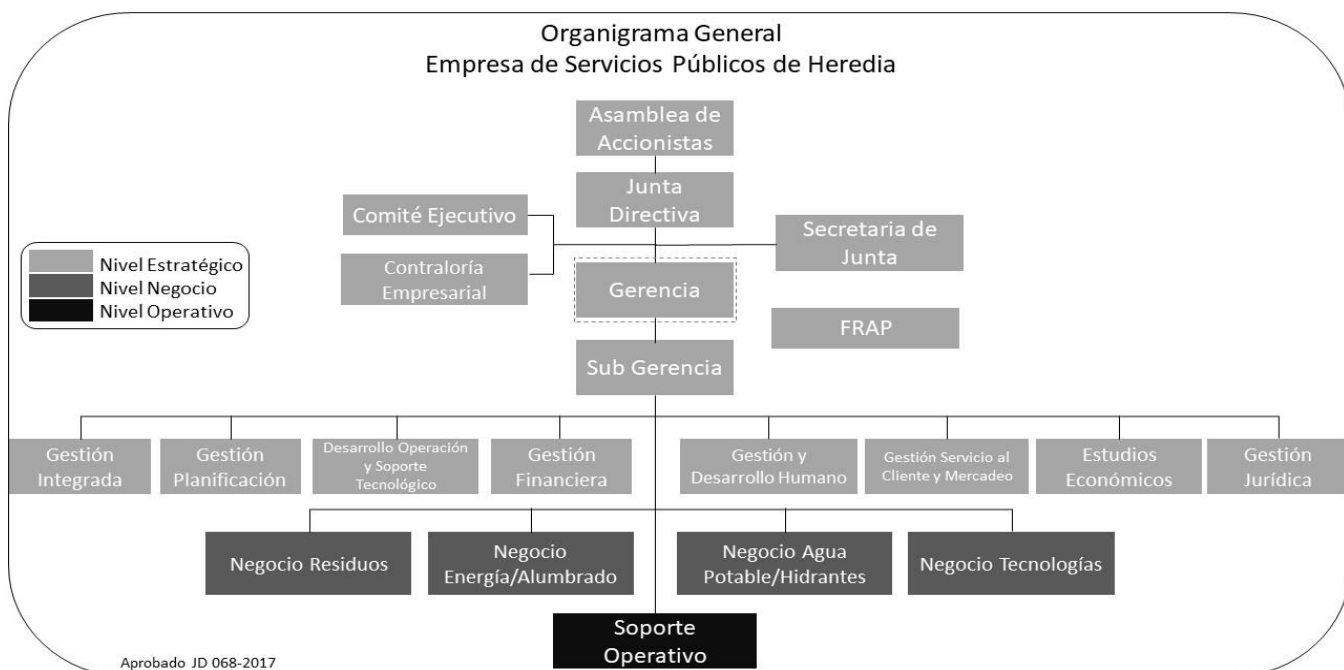 Organigrama General
Empresa de Servicios Públicos de Heredia
Asamblea de
Accionistas
Junta
Directiva
Comité Ejecutivo
Secretaria de
Junta
Contraloría
Empresarial
Gerencia
Nivel Estratégico
Nivel Negocio
Nivel Operativo
FRAP
Sub Gerencia
Gestión
Integrada
Gestión
Planificación
Desarrollo Operación
y Soporte
Tecnológico
Gestión
Financiera
Gestión y
Desarrollo Humano
Gestión Servicio al
Cliente y Mercadeo
Estudios
Económicos
Gestión
Jurídica
Negocio Residuos
Negocio
Energía/Alumbrado
Negocio Agua
Potable/Hidrantes
Negocio Tecnologías
Soporte
Operativo
Aprobado JD 068-2017